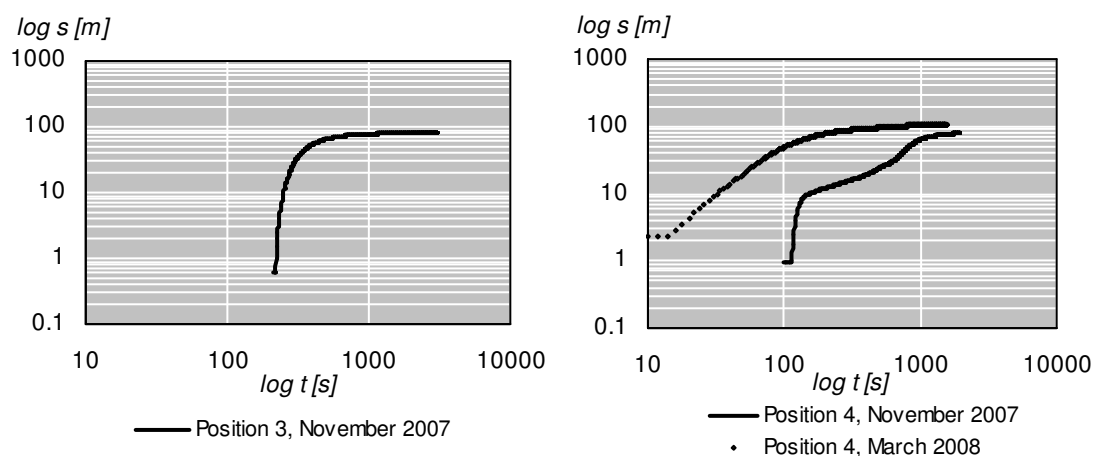 log s [m]
1000
100
10
1
0.1
10 100 1000 10000
log t [s]
Position 3, November 2007
log s [m]
1000
100
10
1
0.1
10 100 1000 10000
log t [s]
Position 4, November 2007
Position 4, March 2008